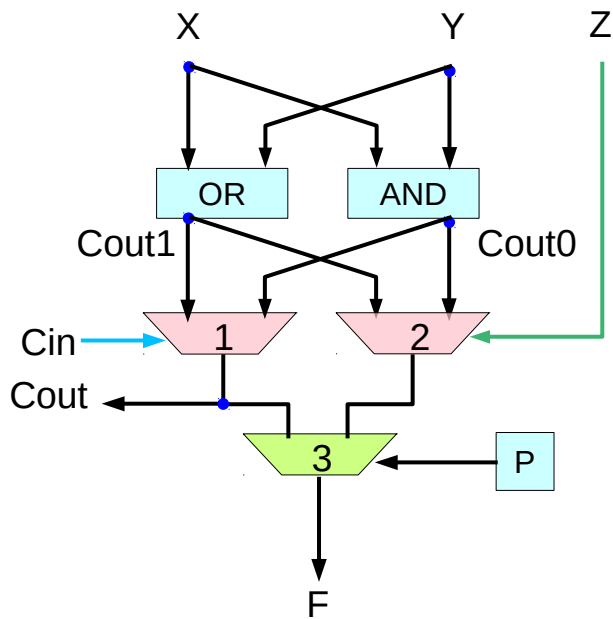 X Y Z
OR AND
Cout1 Cout0
Cin 1 2
Cout
3 P
F